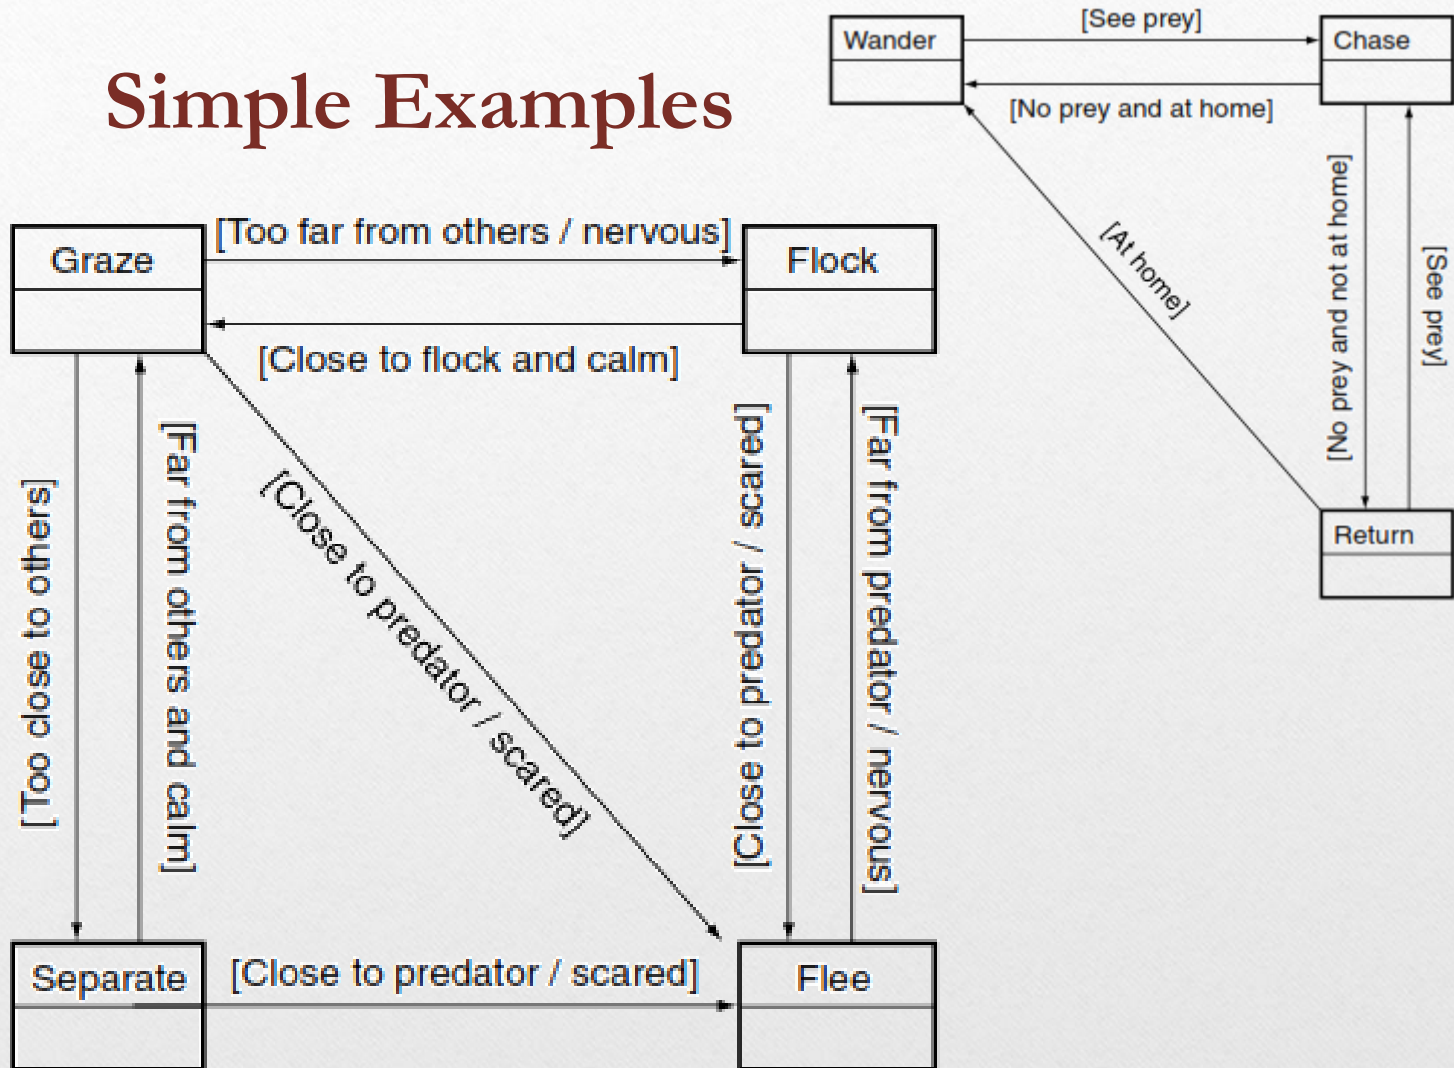 Simple Examples
Wander
[See prey]
Chase
[No prey and at home]
[At home]
[No prey and not at home]
[See prey]
Return
Graze
[Too far from others / nervous]
Flock
[Close to flock and calm]
[Too close to others]
[Far from others and calm]
[Close to predator / scared]
[Close to predator / scared]
[Far from predator / nervous]
Separate
[Close to predator / scared]
Flee